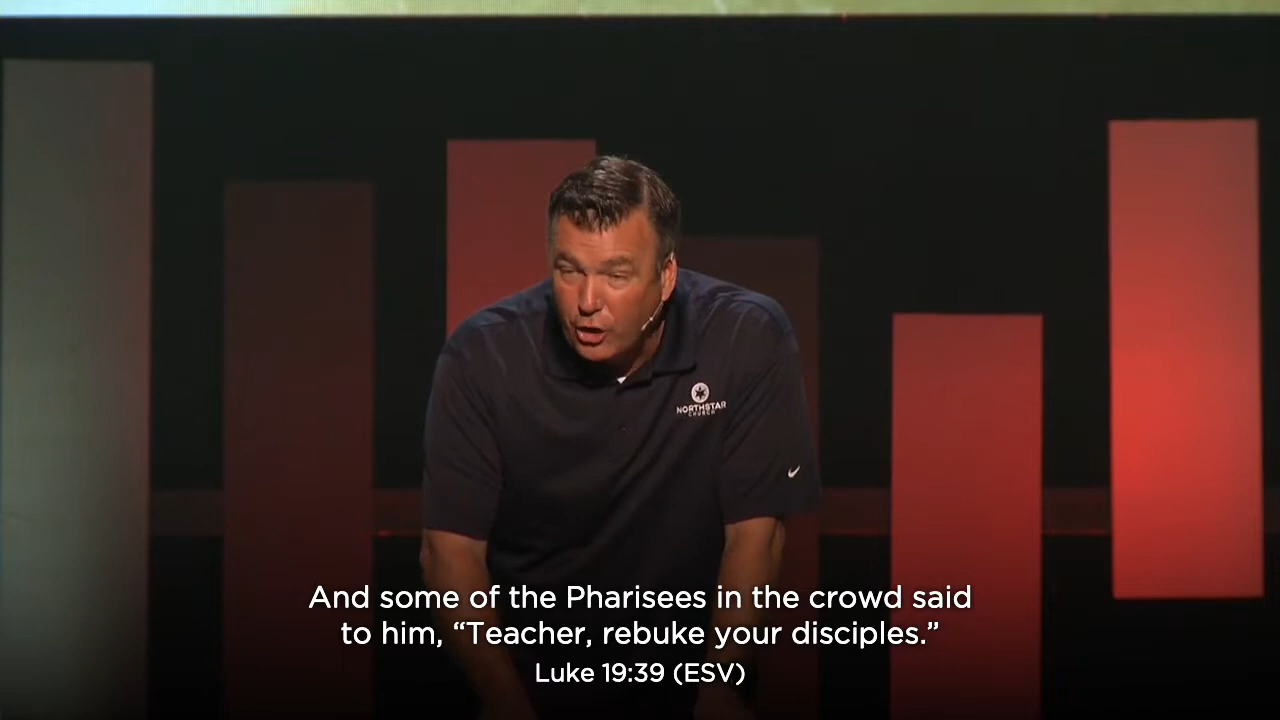 NORTHSTAR
CHURCH
And some of the Pharisees in the crowd said
to him, “Teacher, rebuke your disciples.”
Luke 19:39 (ESV)